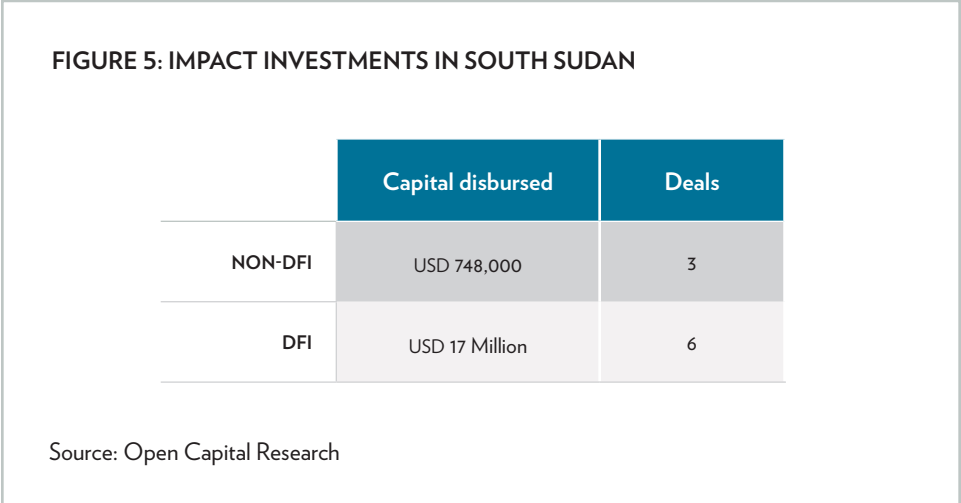 FIGURE 5: IMPACT INVESTMENTS IN SOUTH SUDAN
Capital disbursed Deals
NON-DFI USD 748,000 3
DFI USD 17 Million 6
Source: Open Capital Research